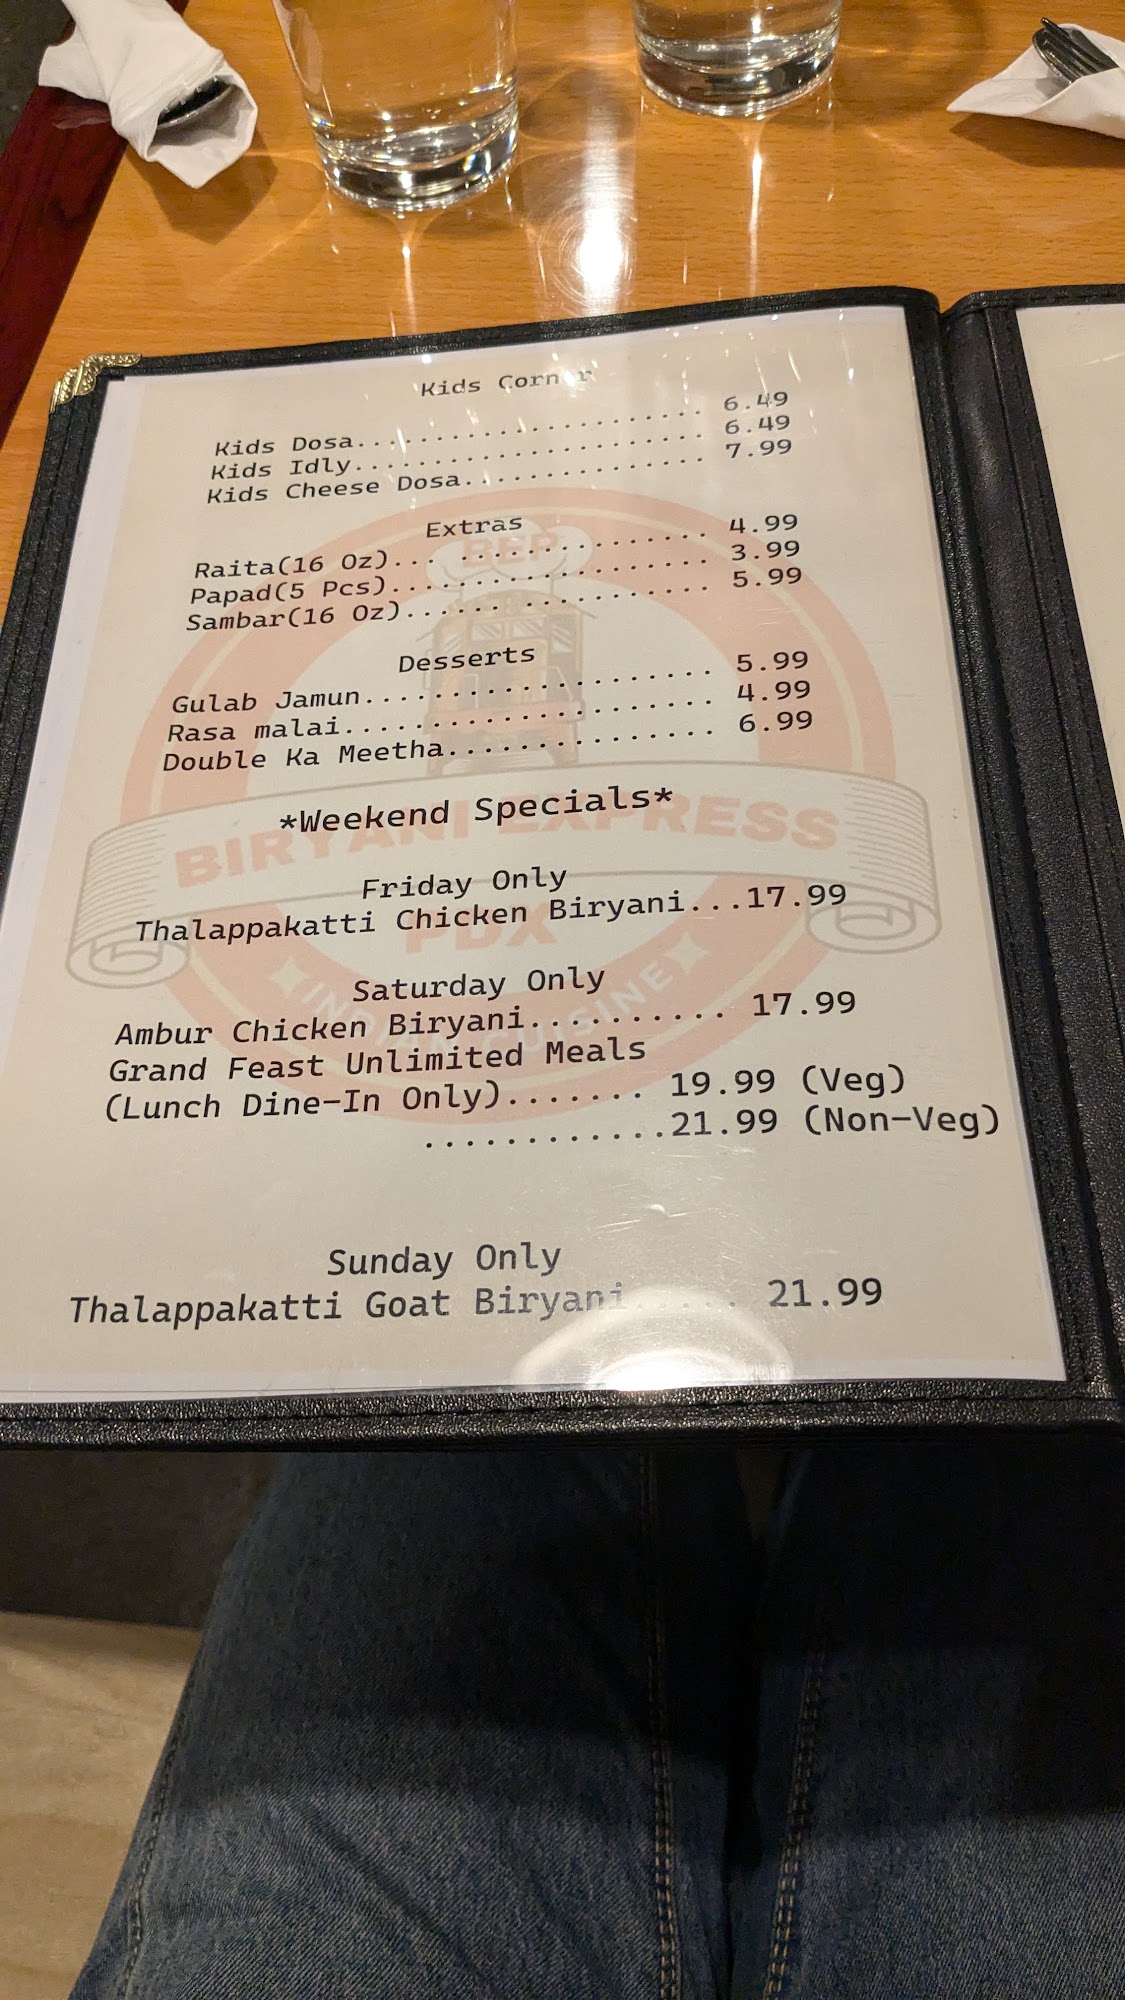 Kids Corner
Kids Dosa......................... 6.49
Kids Idly......................... 6.49
Kids Cheese Dosa................. 7.99
Extras
Raita(16 Oz)... ............... 4.99
Papad(5 Pcs)....................... 3.99
Sambar(16 Oz)...... ............. 5.99
Desserts
Gulab Jamun...................... 5.99
Rasa malai....................... 4.99
Double Ka Meetha................ 6.99
*Weekend Specials*
Friday Only
Thalappakatti Chicken Biryani...17.99
Saturday Only
Ambur Chicken Biryani.......... 17.99
Grand Feast Unlimited Meals
(Lunch Dine-In Only)....... 19.99 (Veg)
............21.99 (Non-Veg)
Sunday Only
Thalappakatti Goat Biryani..... 21.99
BEP
BIRYANI EXPRESS
PDX
INDIAN CUISINE